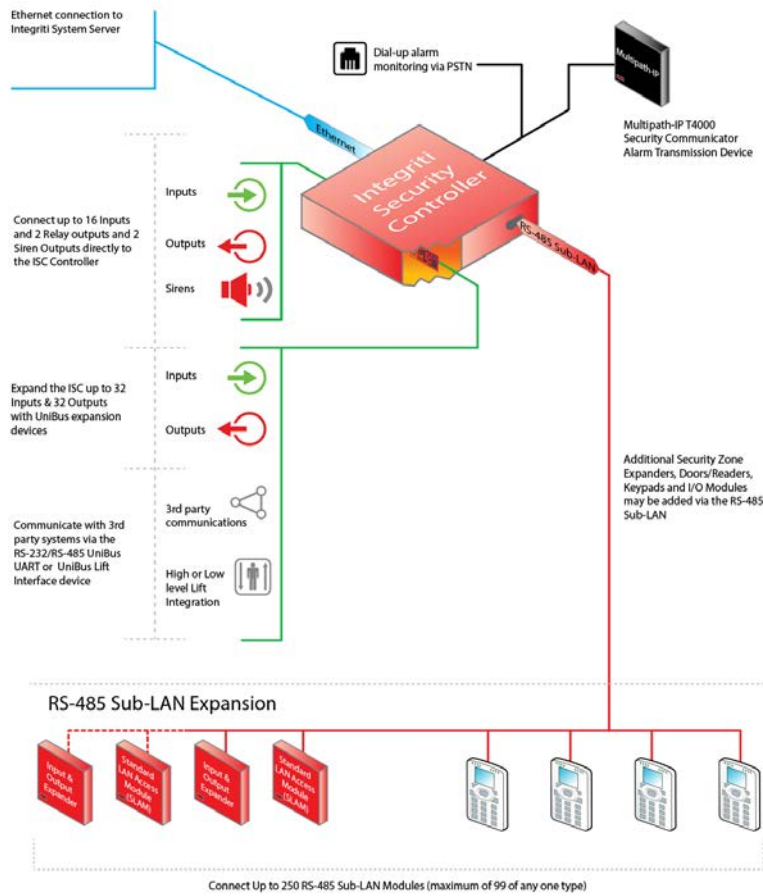 Ethernet connection to
Integriti System Server
Dial-up alarm
monitoring via PSTN
Multipath-IP
Multipath-IP T4000
Security Communicator
Alarm Transmission Device
Ethernet
Integriti
Security
Controller
RS-485 Sub-LAN
Connect up to 16 Inputs
and 2 Relay outputs and 2
Siren Outputs directly to
the ISC Controller
Inputs
Outputs
Sirens
Expand the ISC up to 32
Inputs & 32 Outputs
with UniBus expansion
devices
Inputs
Outputs
Communicate with 3rd
party systems via the
RS-232/RS-485 UniBus
UART or UniBus Lift
Interface device
3rd party
communications
High or Low
level Lift
Integration
Additional Security Zone
Expanders, Doors/Readers,
Keypads and I/O Modules
may be added via the RS-485
Sub-LAN
RS-485 Sub-LAN Expansion
Input &
Output
Expander
Standard
LAN Access
Module
(SLAM)
Input &
Output
Expander
Standard
LAN Access
Module
(SLAM)
Connect Up to 250 RS-485 Sub-LAN Modules (maximum of 99 of any one type)